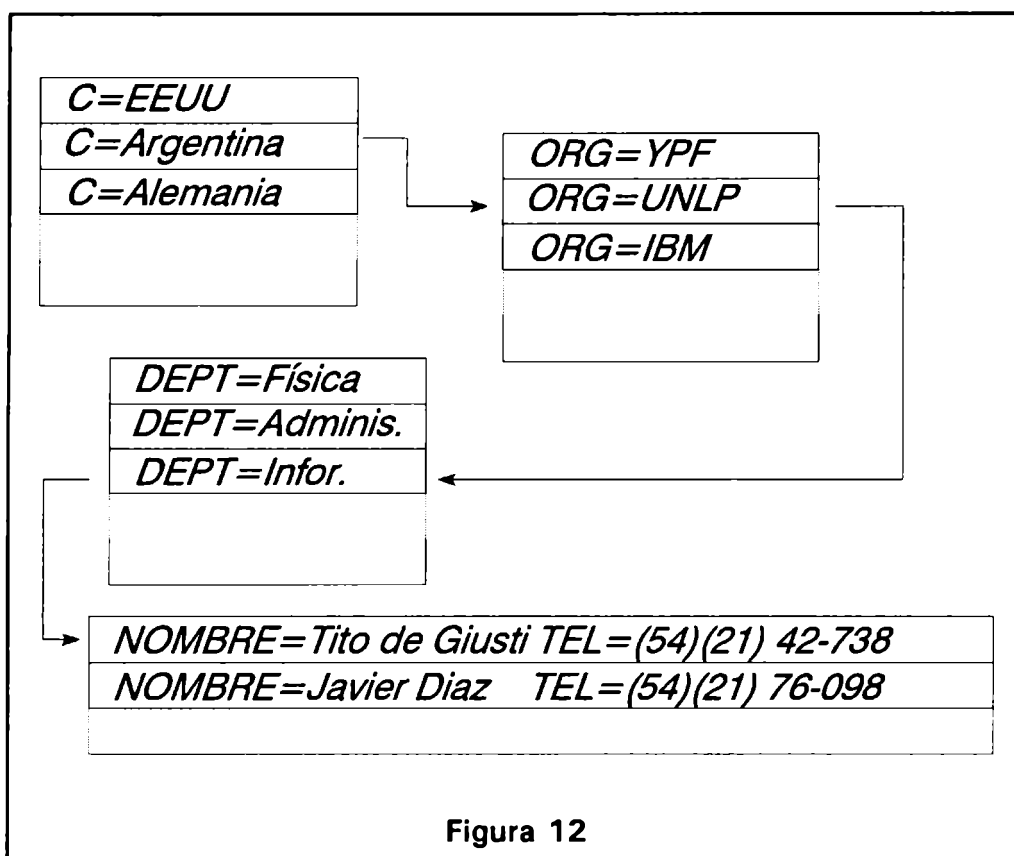 C=EEUU
C=Argentina
C=Alemania
ORG=YPF
ORG=UNLP
ORG=IBM
DEPT=Física
DEPT=Adminis.
DEPT=Infor.
NOMBRE=Tito de Giusti TEL=(54)(21) 42-738
NOMBRE=Javier Diaz TEL=(54)(21) 76-098
Figura 12